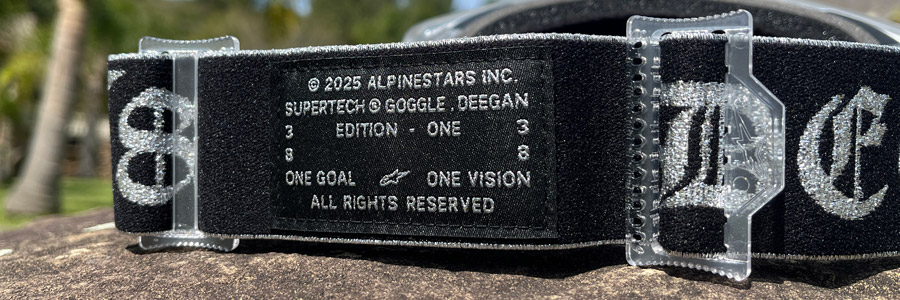 © 2025 ALPINESTARS INC.
SUPERTECH ® GOGGLE . DEEGAN
3 EDITION - ONE 3
8 8
ONE GOAL ONE VISION
ALL RIGHTS RESERVED
8
D E